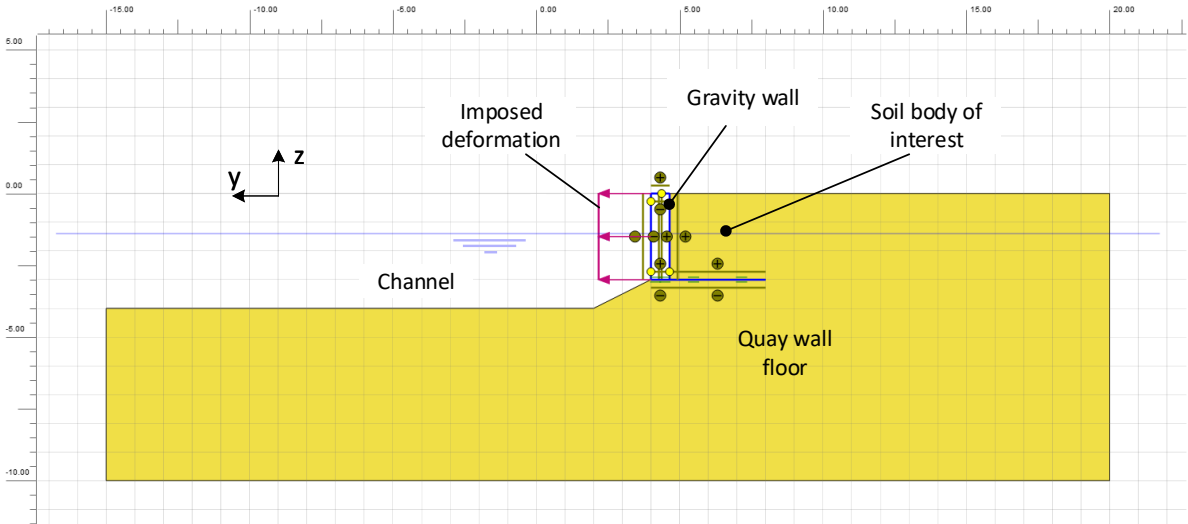 -15.00 -10.00 -5.00 0.00 5.00 10.00 15.00 20.00
5.00
Imposed
deformation
Gravity wall
Soil body of
interest
z
y
0.00
Channel
-5.00
Quay wall
floor
-10.00